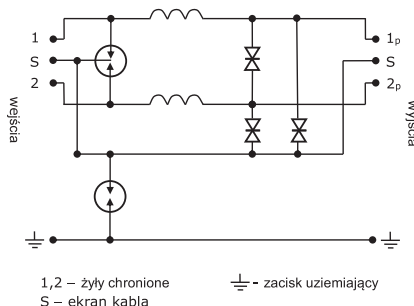 1
S
2
wejścia
1p
S
2p
wyjścia
1,2 – żyły chronione
S – ekran kabla
- zacisk uziemiający